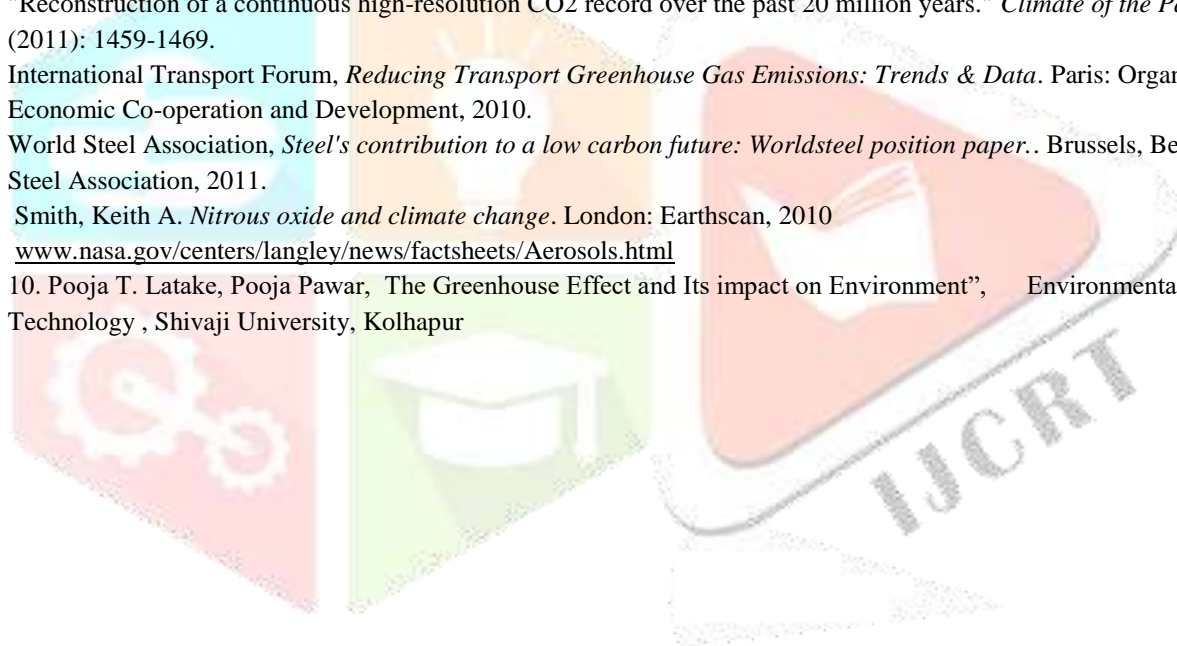 "Reconstruction of a continuous high-resolution CO2 record over the past 20 million years." Climate of the
(2011): 1459-1469.
International Transport Forum, Reducing Transport Greenhouse Gas Emissions: Trends & Data. Paris:
Economic Co-operation and Development, 2010.
World Steel Association, Steel's contribution to a low carbon future: Worldsteel position paper.. Brussels,
Steel Association, 2011.
Smith, Keith A. Nitrous oxide and climate change. London: Earthscan, 2010
www.nasa.gov/centers/langley/news/factsheets/Aerosols.html
10. Pooja T. Latake, Pooja Pawar, The Greenhouse Effect and Its impact on Environment”,
Technology , Shivaji University, Kolhapur
IJCRT